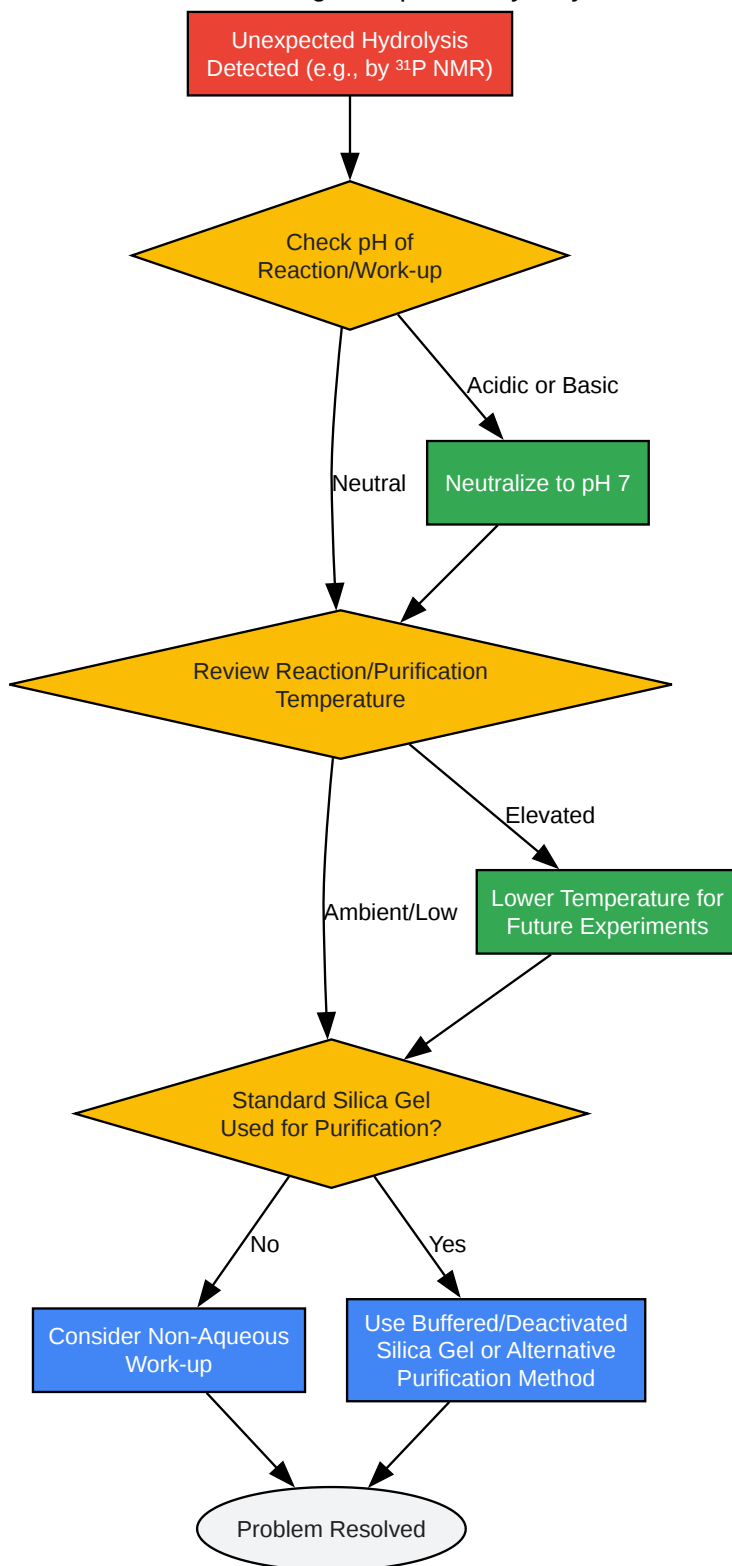 Unexpected Hydrolysis
Detected (e.g., by ³¹P NMR)
Check pH of
Reaction/Work-up
Acidic or Basic
Neutral
Neutralize to pH 7
Review Reaction/Purification
Temperature
Elevated
Ambient/Low
Lower Temperature for
Future Experiments
Standard Silica Gel
Used for Purification?
No
Yes
Consider Non-Aqueous
Work-up
Use Buffered/Deactivated
Silica Gel or Alternative
Purification Method
Problem Resolved